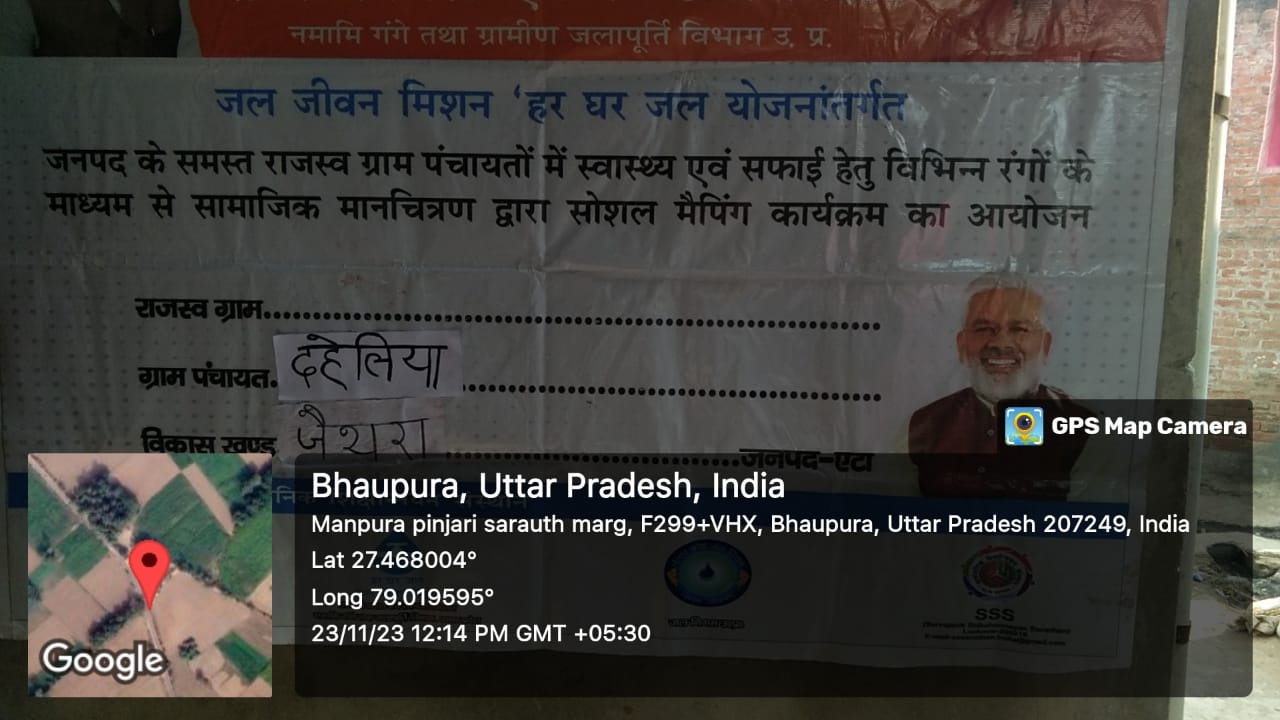 नमामि गंगे तथा ग्रामीण जलापूर्ति विभाग उ. प्र.
जल जीवन मिशन ‘हर घर जल योजनांतर्गत
जनपद के समस्त राजस्व ग्राम पंचायतों में स्वास्थ्य एवं सफाई हेतु विभिन्न रंगों के
माध्यम से सामाजिक मानचित्रण द्वारा सोशल मैपिंग कार्यक्रम का आयोजन
राजस्व ग्राम
ग्राम पंचायत. दहेलिया
विकास खण्ड जैथरा जनपद-एटा
GPS Map Camera
Bhaupura, Uttar Pradesh, India
Manpura pinjari sarauth marg, F299+VHX, Bhaupura, Uttar Pradesh 207249, India
Lat 27.468004°
Long 79.019595°
23/11/23 12:14 PM GMT +05:30
Google
SSS